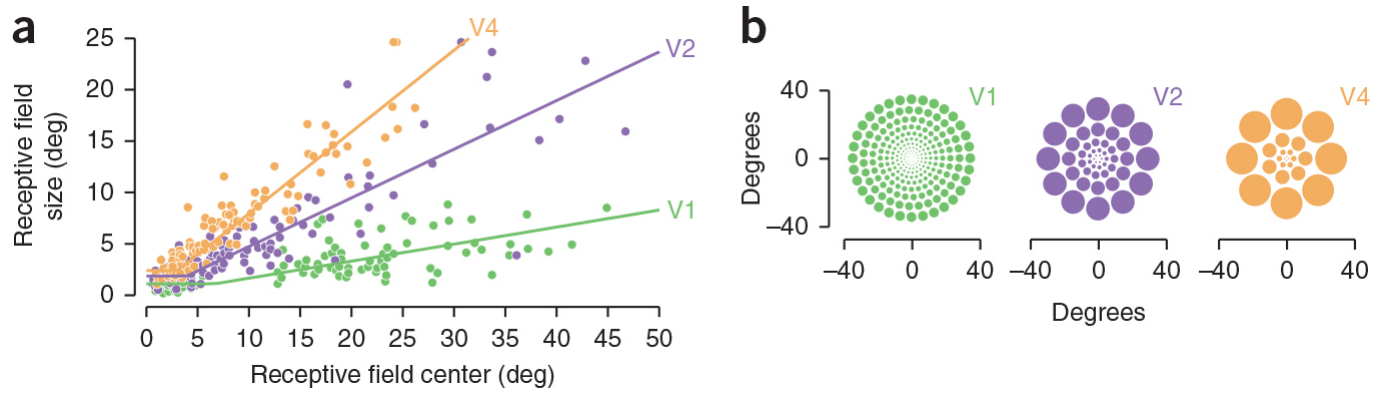 a
V4
V2
V1
Receptive field
size (deg)
25
20
15
10
5
0
0 5 10 15 20 25 30 35 40 45 50
Receptive field center (deg)
b
V1 V2 V4
Degrees
40
0
–40
–40 0 40 –40 0 40 –40 0 40
Degrees